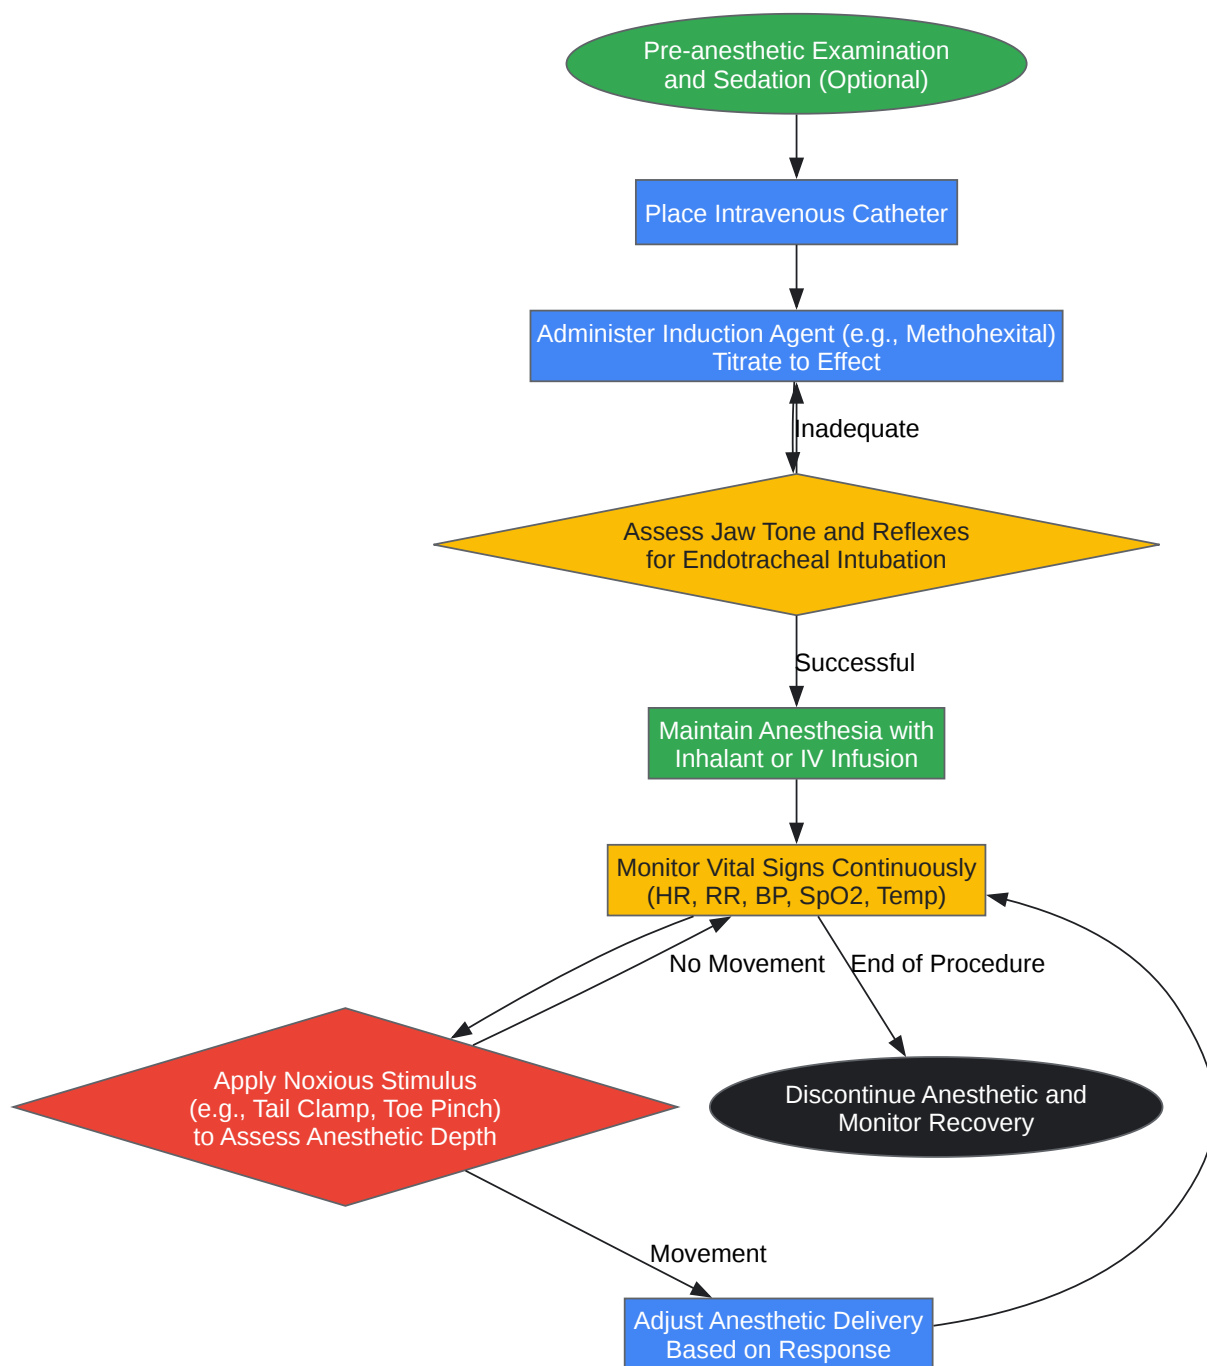 Pre-anesthetic Examination
and Sedation (Optional)
Place Intravenous Catheter
Administer Induction Agent (e.g., Methohexital)
Titrate to Effect
Inadequate
Assess Jaw Tone and Reflexes
for Endotracheal Intubation
Successful
Maintain Anesthesia with
Inhalant or IV Infusion
Monitor Vital Signs Continuously
(HR, RR, BP, SpO2, Temp)
No Movement
End of Procedure
Apply Noxious Stimulus
(e.g., Tail Clamp, Toe Pinch)
to Assess Anesthetic Depth
Discontinue Anesthetic and
Monitor Recovery
Movement
Adjust Anesthetic Delivery
Based on Response